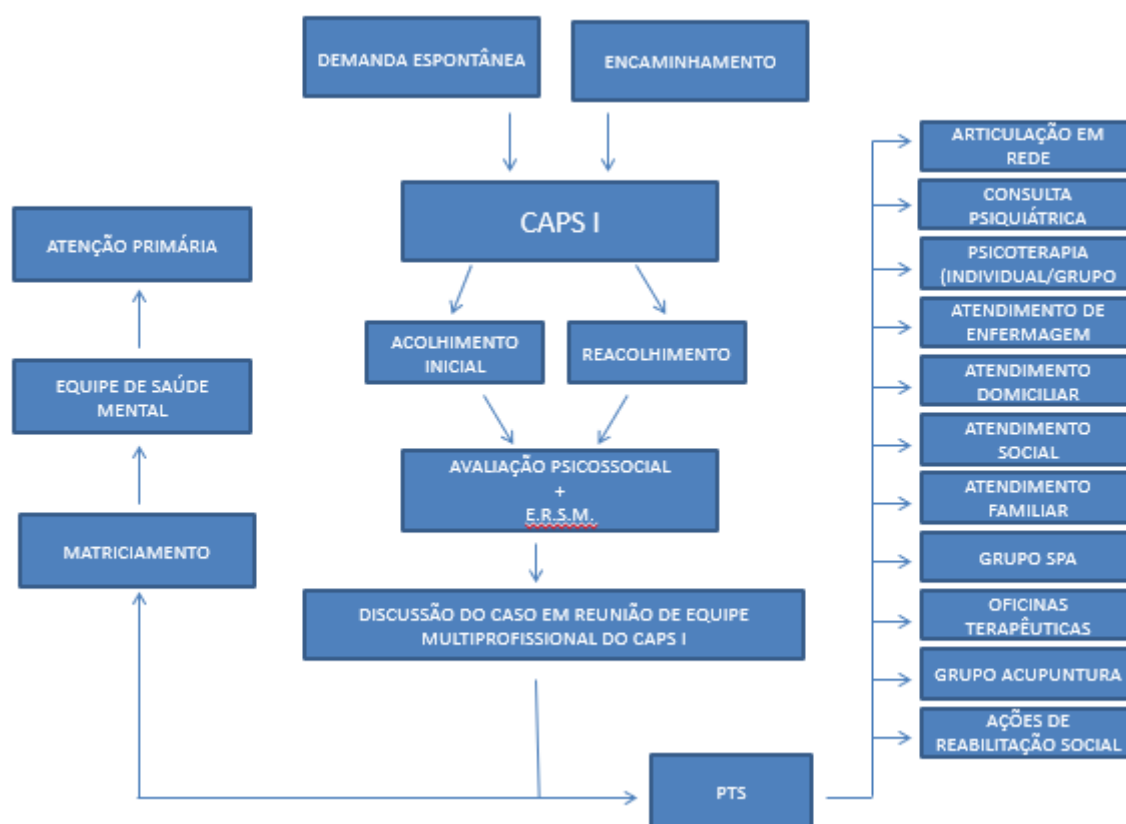 DEMANDA ESPONTÂNEA
ENCAMINHAMENTO
CAPS I
ACOLHIMENTO
INICIAL
REACOLHIMENTO
AVALIAÇÃO PSICOSSOCIAL
+
E.R.S.M.
DISCUSSÃO DO CASO EM REUNIÃO DE EQUIPE
MULTIPROFISSIONAL DO CAPS I
ATENÇÃO PRIMÁRIA
EQUIPE DE SAÚDE
MENTAL
MATRICIAMENTO
PTS
ARTICULAÇÃO EM
REDE
CONSULTA
PSIQUIÁTRICA
PSICOTERAPIA
(INDIVIDUAL/GRUPO
ATENDIMENTO DE
ENFERMAGEM
ATENDIMENTO
DOMICILIAR
ATENDIMENTO
SOCIAL
ATENDIMENTO
FAMILIAR
GRUPO SPA
OFICINAS
TERAPÊUTICAS
GRUPO ACUPUNTURA
AÇÕES DE
REABILITAÇÃO SOCIAL